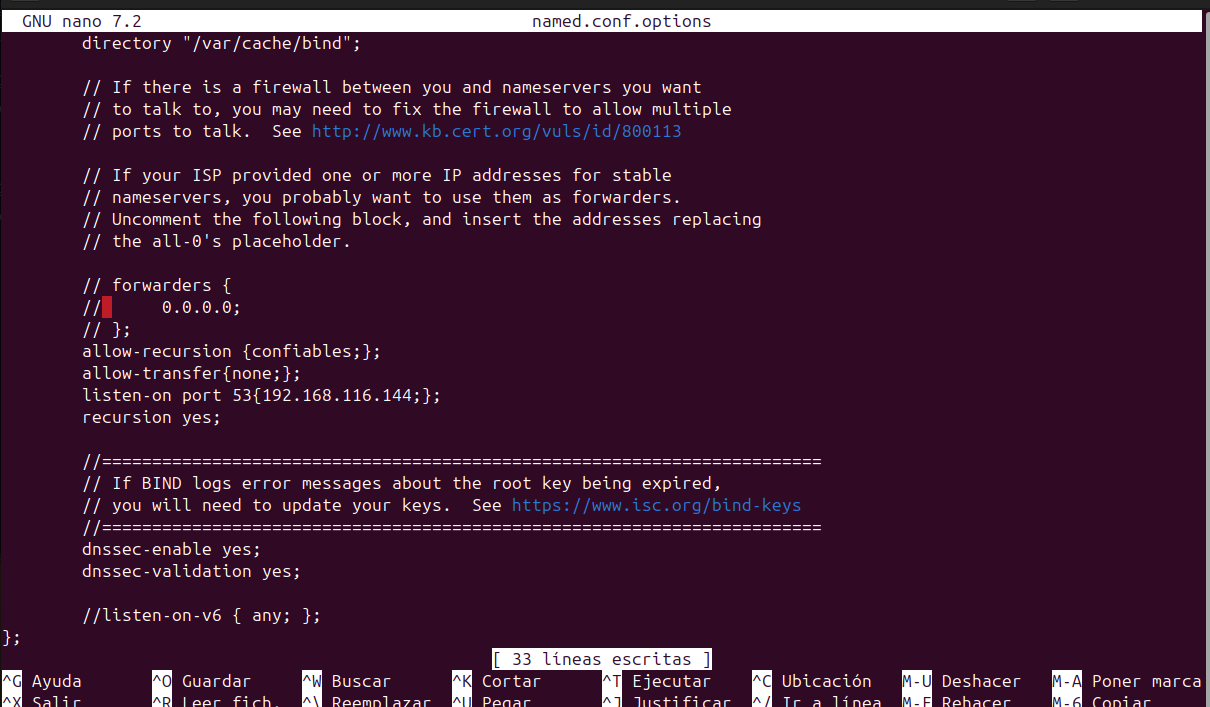 GNU nano 7.2 named.conf.options
directory "/var/cache/bind";
// If there is a firewall between you and nameservers you want
// to talk to, you may need to fix the firewall to allow multiple
// ports to talk.  See http://www.kb.cert.org/vuls/id/800113
// If your ISP provided one or more IP addresses for stable
// nameservers, you probably want to use them as forwarders.
// Uncomment the following block, and insert the addresses replacing
// the all-0's placeholder.
// forwarders {
//      0.0.0.0;
// };
allow-recursion {confiables;};
allow-transfer{none;};
listen-on port 53{192.168.116.144;};
recursion yes;
//========================================================================
// If BIND logs error messages about the root key being expired,
// you will need to update your keys.  See https://www.isc.org/bind-keys
//========================================================================
dnssec-enable yes;
dnssec-validation yes;
//listen-on-v6 { any; };
};
[ 33 líneas escritas ]
^G Ayuda ^O Guardar ^W Buscar ^K Cortar ^T Ejecutar ^C Ubicación M-U Deshacer M-A Poner marca
^X Salir ^R Leer fich. ^\ Reemplazar ^U Pegar ^J Justificar ^/ Ir a línea M-E Rehacer M-6 Copiar